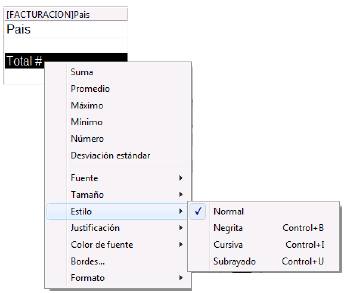 [FACTURACION]Pais
Pais
Total #
Suma
Promedio
Máximo
Mínimo
Número
Desviación estándar
Fuente
Tamaño
Estilo
Justificación
Color de fuente
Bordes...
Formato
Normal
Negrita Control+B
Cursiva Control+I
Subrayado Control+U